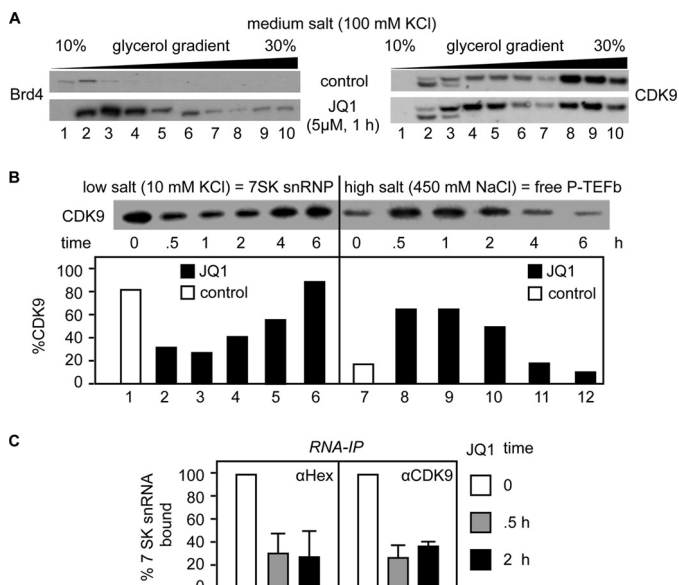 A
medium salt (100 mM KCl)
10% glycerol gradient 30% 10% glycerol gradient 30%
Brd4 control CDK9
JQ1
(5µM, 1 h)
1 2 3 4 5 6 7 8 9 10 1 2 3 4 5 6 7 8 9 10
B
low salt (10 mM KCl) = 7SK snRNP high salt (450 mM NaCl) = free P-TEFb
CDK9
time 0 .5 1 2 4 6 0 .5 1 2 4 6 h
%CDK9
100
80
60
40
20
0
JQ1 JQ1
control control
1 2 3 4 5 6 7 8 9 10 11 12
C
RNA-IP
JQ1 time
% 7 SK snRNA
bound
100
80
60
40
20
0
αHex αCDK9
0
.5 h
2 h